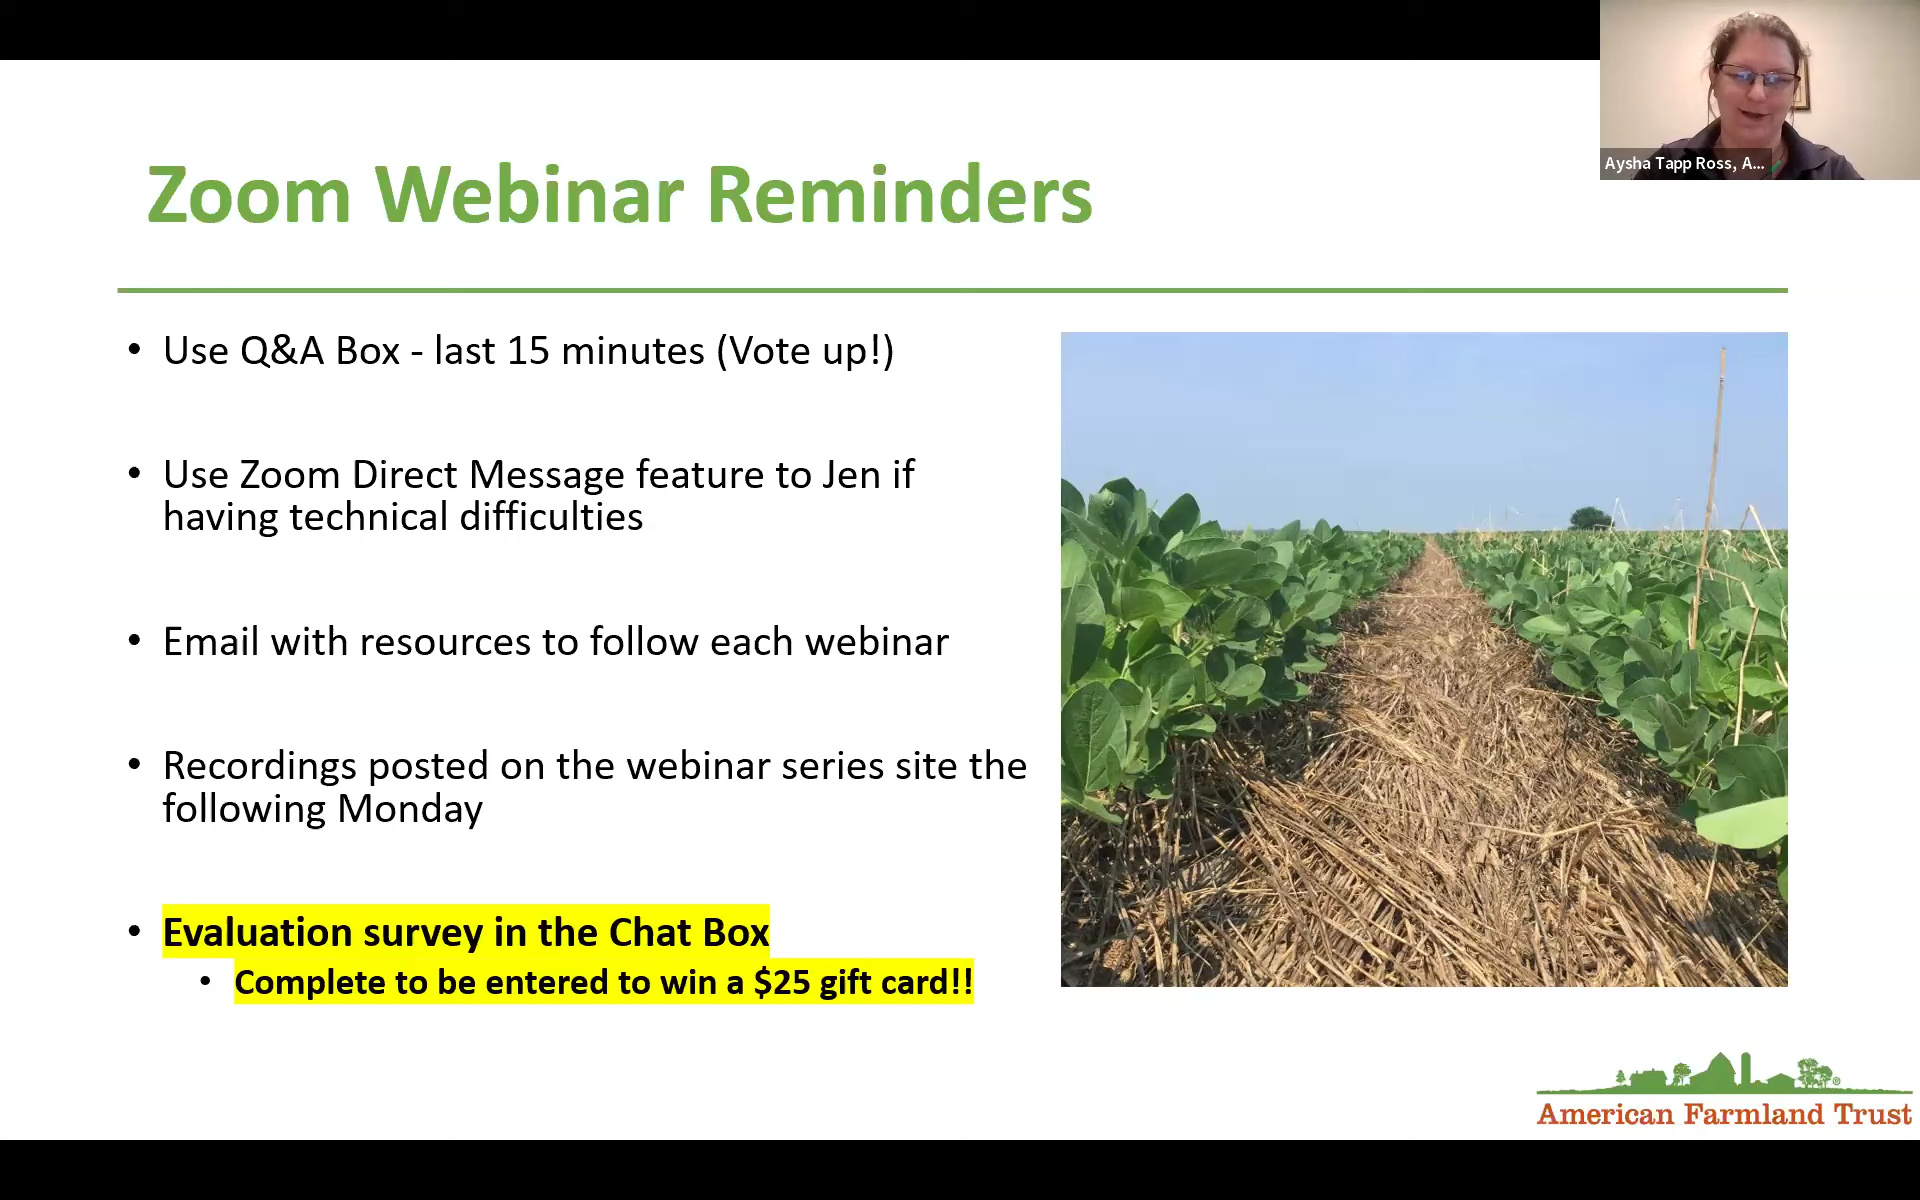 Aysha Tapp Ross, A...
Zoom Webinar Reminders
• Use Q&A Box - last 15 minutes (Vote up!)
• Use Zoom Direct Message feature to Jen if
having technical difficulties
• Email with resources to follow each webinar
• Recordings posted on the webinar series site the
following Monday
• Evaluation survey in the Chat Box
• Complete to be entered to win a $25 gift card!!
®
American Farmland Trust